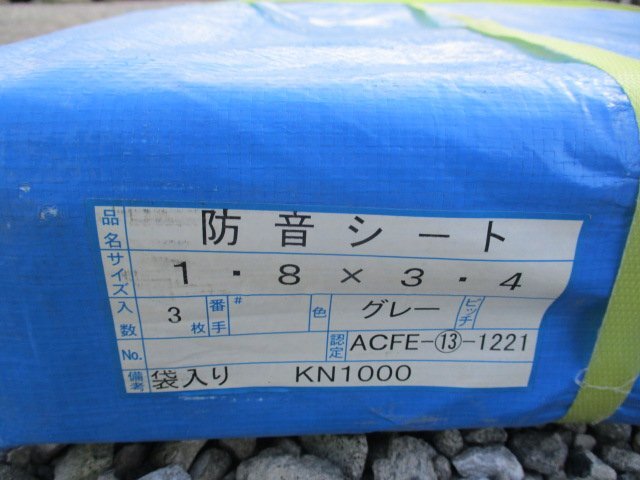 品名 防音シート
サイズ 1.8×3.4
入数 3枚 番手 # 色 グレー ピッチ
No. 認定 ACFE-⑬-1221
備考 袋入り KN1000